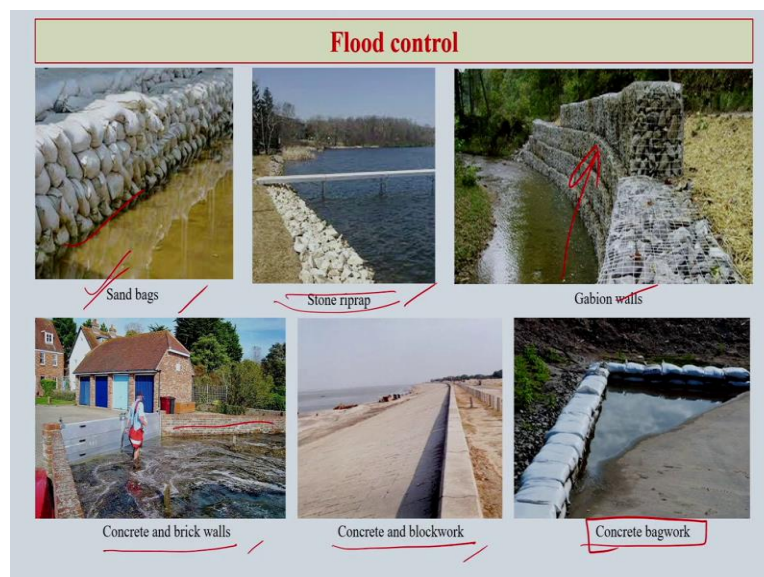 Flood control
Sand bags
Stone riprap
Gabion walls
Concrete and brick walls
Concrete and blockwork
Concrete bagwork